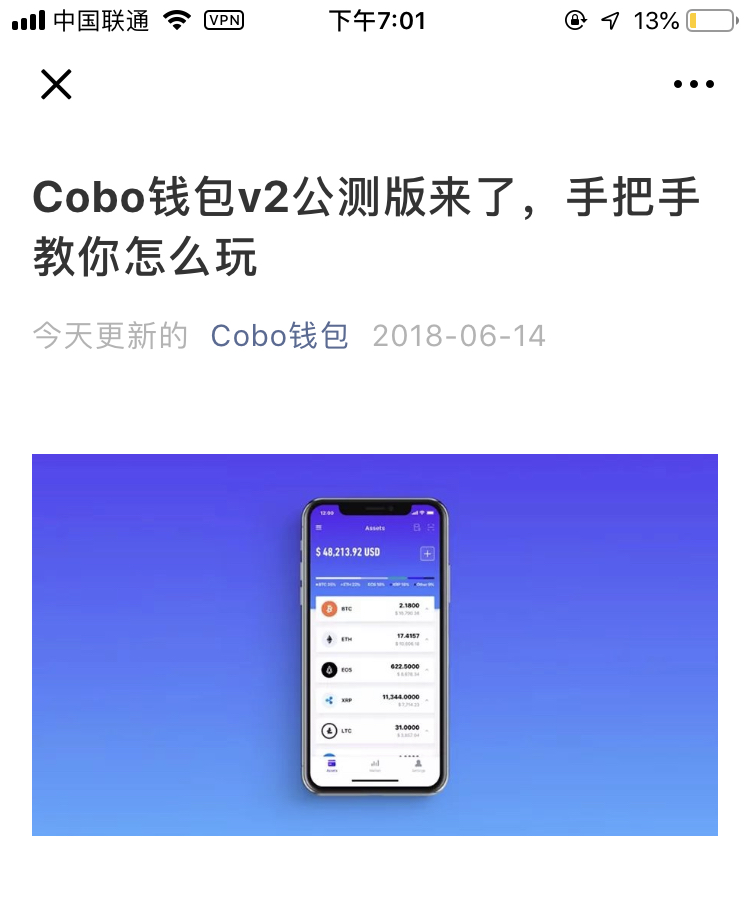 中国联通 VPN 下午7:01 13%
Cobo钱包v2公测版来了，手把手
教你怎么玩
今天更新的 Cobo钱包 2018-06-14
12:00
Assets
$ 48,213.92 USD
BTC 2.1800
ETH 17.4157
EOS 622.5000
XRP 11,344.0000
LTC 31.0000
Assets